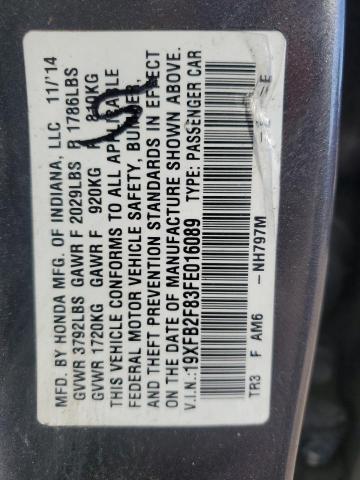 MFD. BY HONDA MFG. OF INDIANA, LLC 11/'14
GVWR 3792LBS GAWR F 2029LBS R 1786LBS
GVWR 1720KG GAWR F 920KG 810KG
THIS VEHICLE CONFORMS TO ALL APPLICABLE
FEDERAL MOTOR VEHICLE SAFETY, BUMPER,
AND THEFT PREVENTION STANDARDS IN EFFECT
ON THE DATE OF MANUFACTURE SHOWN ABOVE.
V.I.N.: 19XFB2F83FE016089 TYPE: PASSENGER CAR
TR3 F AM6 -NH797M